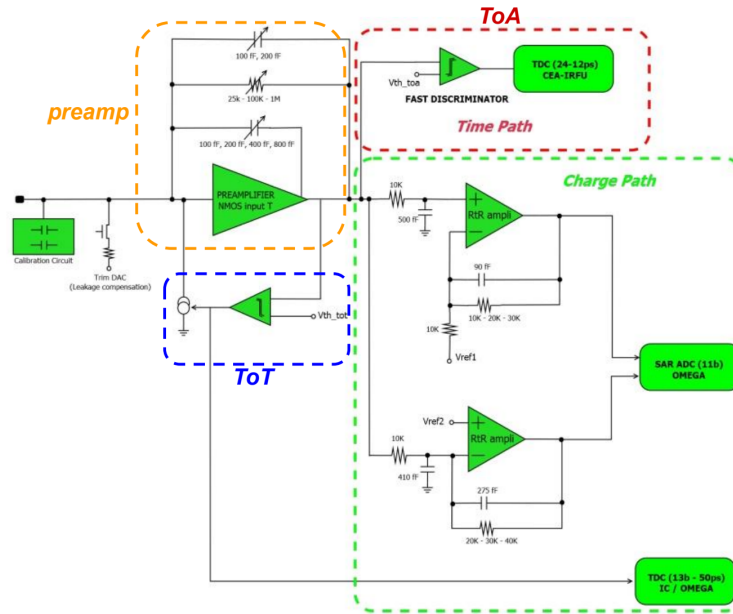 ToA
100 fF, 200 fF
25k - 100K - 1M
preamp
100 fF, 200 fF, 400 fF, 800 fF
PREAMPLIFIER
NMOS input T
Vth_toa
FAST DISCRIMINATOR
TDC (24-12ps)
CEA-IRFU
Time Path
Charge Path
Calibration Circuit
Trim DAC
(Leakage compensation)
Vth_tot
ToT
10K
500 fF
RtR ampli
90 fF
10K - 20K - 30K
10K
Vref1
SAR ADC (11b)
OMEGA
Vref2
RtR ampli
10K
410 fF
275 fF
20K - 30K - 40K
TDC (13b - 50ps)
IC / OMEGA